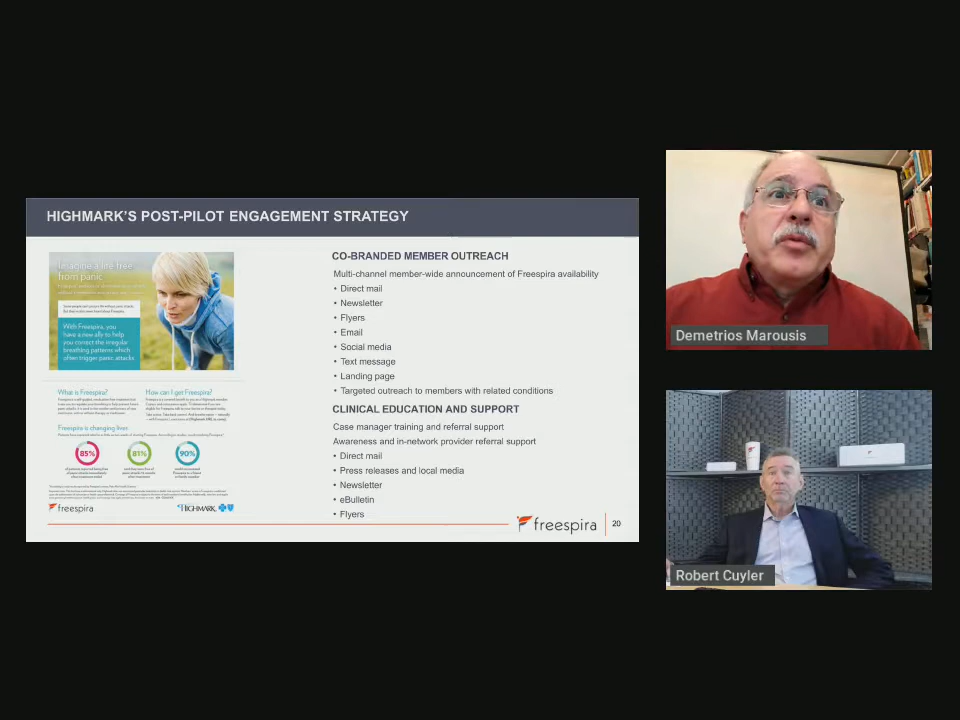 HIGHMARK'S POST-PILOT ENGAGEMENT STRATEGY
Imagine a life free
from panic
With Freespira, you
have a new ally to help
you correct the irregular
breathing patterns which
often trigger panic attacks.
What is Freespira?
How can I get Freespira?
Freespira is changing lives
85%
81%
90%
freespira
HIGHMARK
CO-BRANDED MEMBER OUTREACH
Multi-channel member-wide announcement of Freespira availability
• Direct mail
• Newsletter
• Flyers
• Email
• Social media
• Text message
• Landing page
• Targeted outreach to members with related conditions
CLINICAL EDUCATION AND SUPPORT
Case manager training and referral support
Awareness and in-network provider referral support
• Direct mail
• Press releases and local media
• Newsletter
• eBulletin
• Flyers
freespira
20
Demetrios Marousis
Robert Cuyler